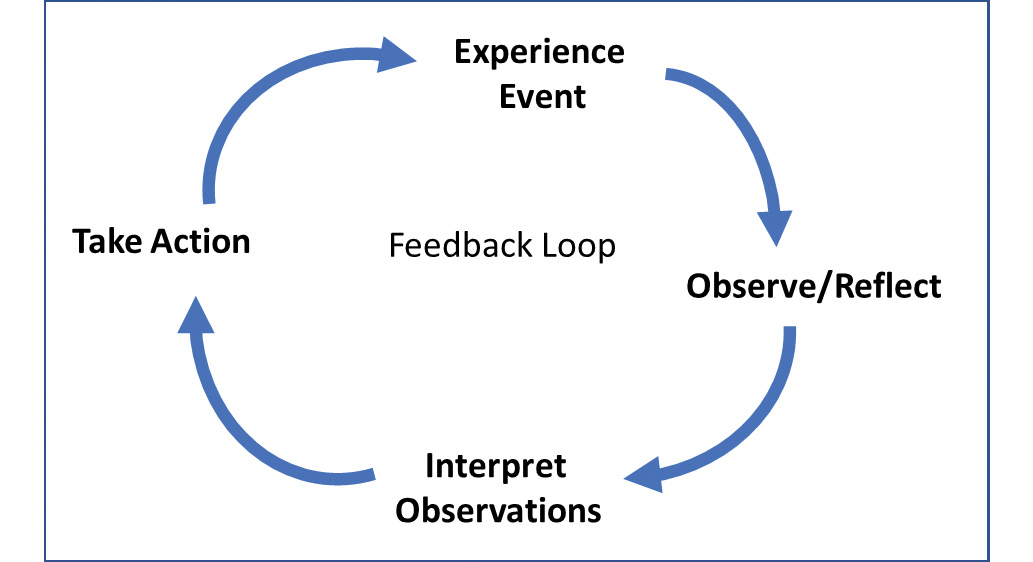 Experience
Event
Take Action
Feedback Loop
Observe/Reflect
Interpret
Observations